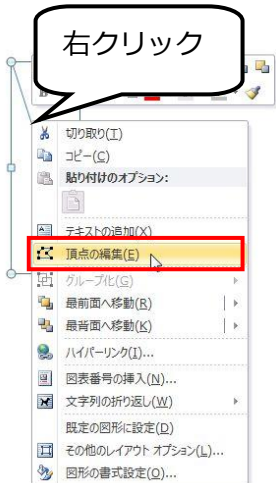 右クリック
切り取り(T)
コピー(C)
貼り付けのオプション:
テキストの追加(X)
頂点の編集(E)
グループ化(G)
最前面へ移動(R)
最背面へ移動(K)
ハイパーリンク(I)...
図表番号の挿入(N)...
文字列の折り返し(W)
既定の図形に設定(D)
その他のレイアウト オプション(L)...
図形の書式設定(O)...